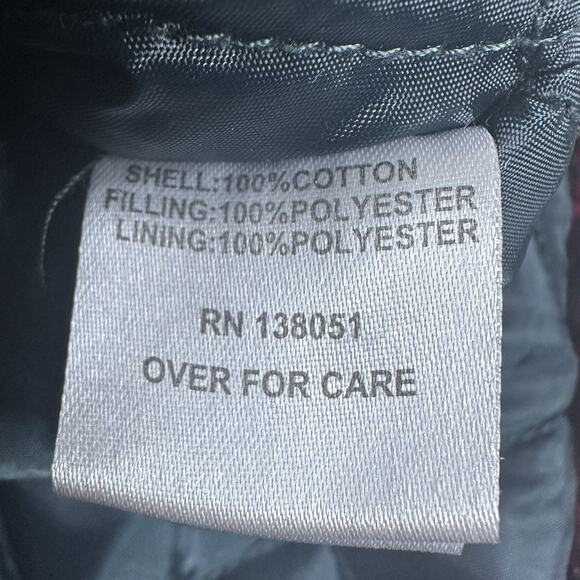 SHELL:100%COTTON
FILLING:100%POLYESTER
LINING:100%POLYESTER
RN 138051
OVER FOR CARE